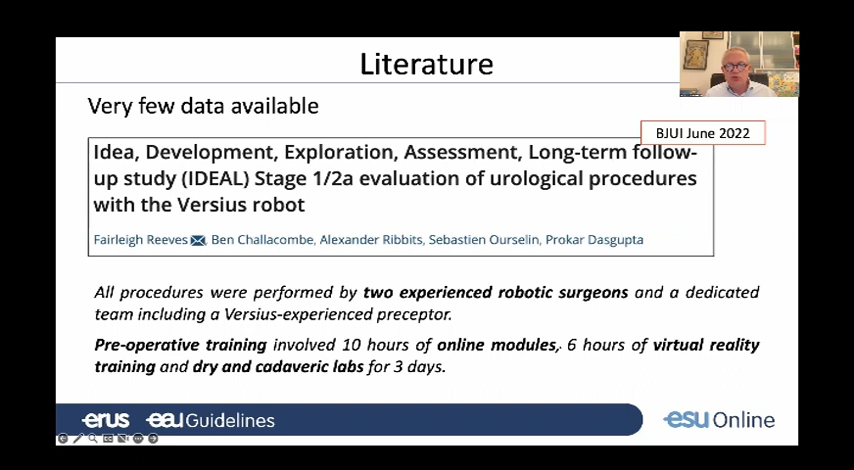 Literature
Very few data available
BJUI June 2022
Idea, Development, Exploration, Assessment, Long-term follow-
up study (IDEAL) Stage 1/2a evaluation of urological procedures
with the Versius robot
Fairleigh Reeves, Ben Challacombe, Alexander Ribbits, Sebastien Ourselin, Prokar Dasgupta
All procedures were performed by two experienced robotic surgeons and a dedicated
team including a Versius-experienced preceptor.
Pre-operative training involved 10 hours of online modules, 6 hours of virtual reality
training and dry and cadaveric labs for 3 days.
erus eau Guidelines
esu Online